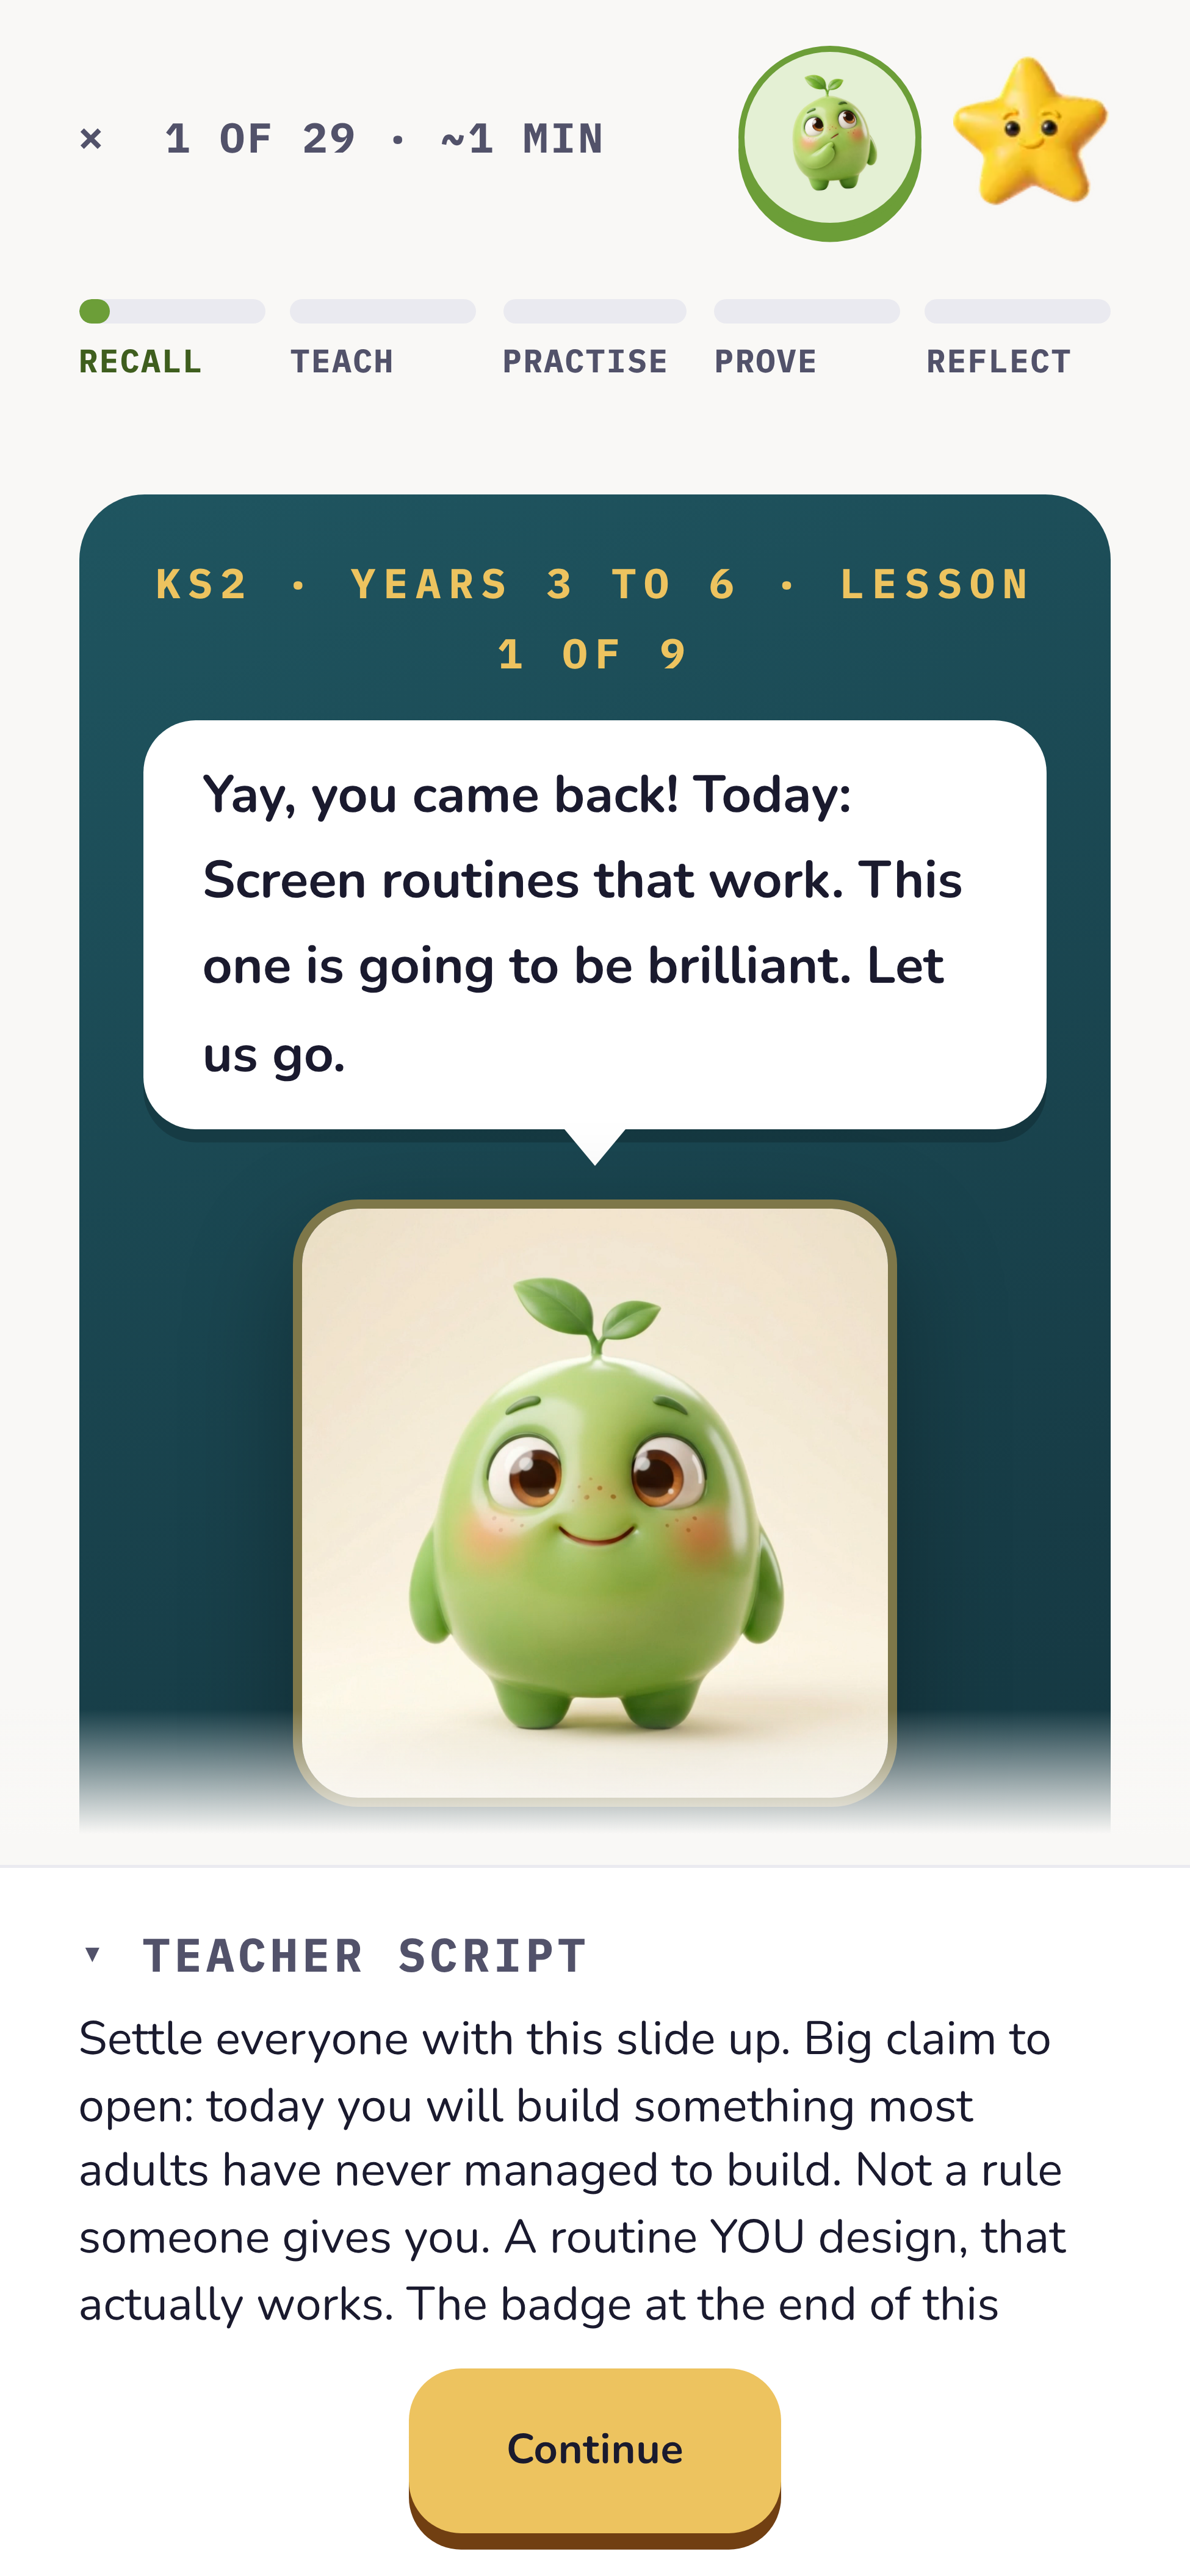 × 1 OF 29 · ~1 MIN
RECALL TEACH PRACTISE PROVE REFLECT
KS2 · YEARS 3 TO 6 · LESSON
1 OF 9
Yay, you came back! Today:
Screen routines that work. This
one is going to be brilliant. Let
us go.
▼ TEACHER SCRIPT
Settle everyone with this slide up. Big claim to
open: today you will build something most
adults have never managed to build. Not a rule
someone gives you. A routine YOU design, that
actually works. The badge at the end of this
Continue